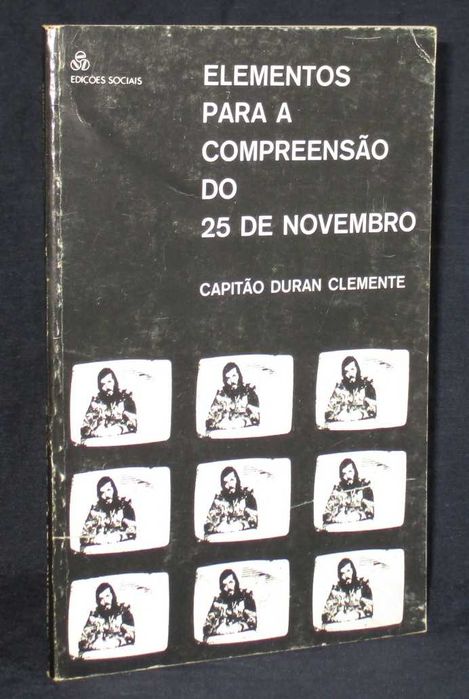 EDIÇÕES SOCIAIS
ELEMENTOS
PARA A
COMPREENSÃO
DO
25 DE NOVEMBRO
CAPITÃO DURAN CLEMENTE